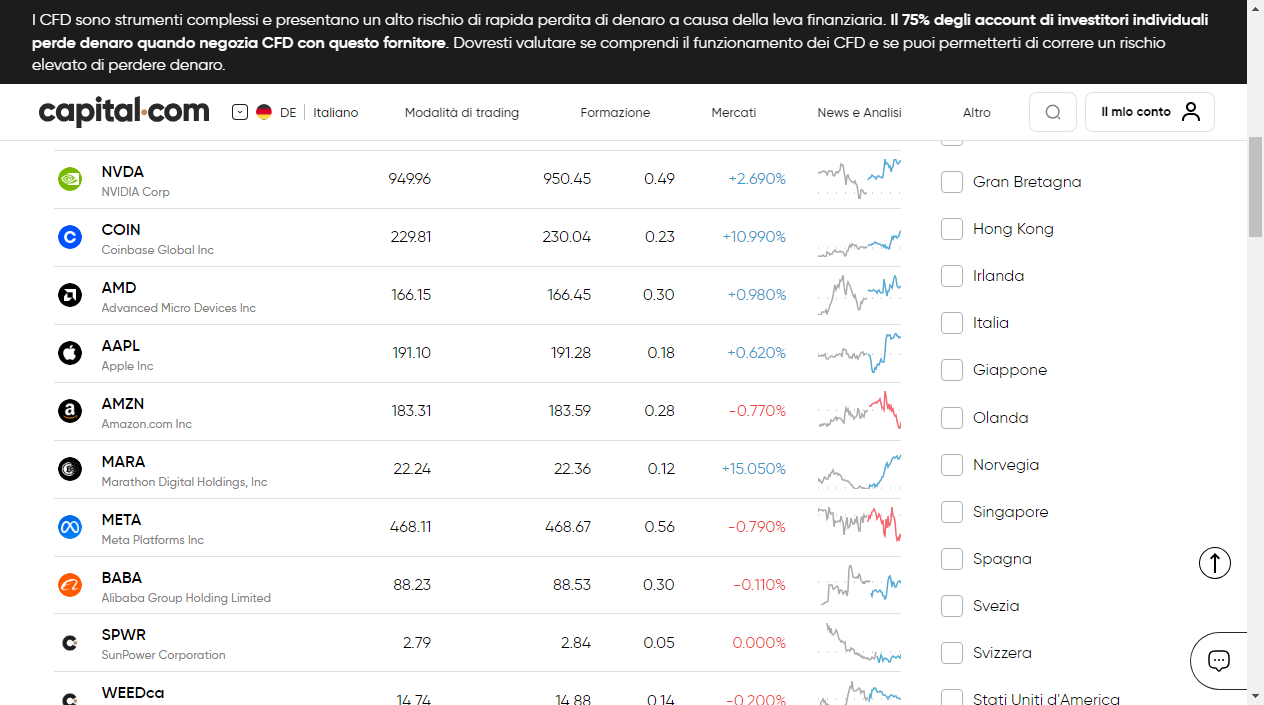 I CFD sono strumenti complessi e presentano un alto rischio di rapida perdita di denaro a causa della leva finanziaria. Il 75% degli account di investitori individuali
perde denaro quando negozia CFD con questo fornitore. Dovresti valutare se comprendi il funzionamento dei CFD e se puoi permetterti di correre un rischio
elevato di perdere denaro.
capital.com DE Italiano Modalità di trading Formazione Mercati News e Analisi Altro Il mio conto
NVDA 949.96 950.45 0.49 +2.690%
NVIDIA Corp
COIN 229.81 230.04 0.23 +10.990%
Coinbase Global Inc
AMD 166.15 166.45 0.30 +0.980%
Advanced Micro Devices Inc
AAPL 191.10 191.28 0.18 +0.620%
Apple Inc
AMZN 183.31 183.59 0.28 -0.770%
Amazon.com Inc
MARA 22.24 22.36 0.12 +15.050%
Marathon Digital Holdings, Inc
META 468.11 468.67 0.56 -0.790%
Meta Platforms Inc
BABA 88.23 88.53 0.30 -0.110%
Alibaba Group Holding Limited
SPWR 2.79 2.84 0.05 0.000%
SunPower Corporation
WEEDca 14.74 14.88 0.14 -0.200%
Gran Bretagna
Hong Kong
Irlanda
Italia
Giappone
Olanda
Norvegia
Singapore
Spagna
Svezia
Svizzera
Stati Uniti d'America